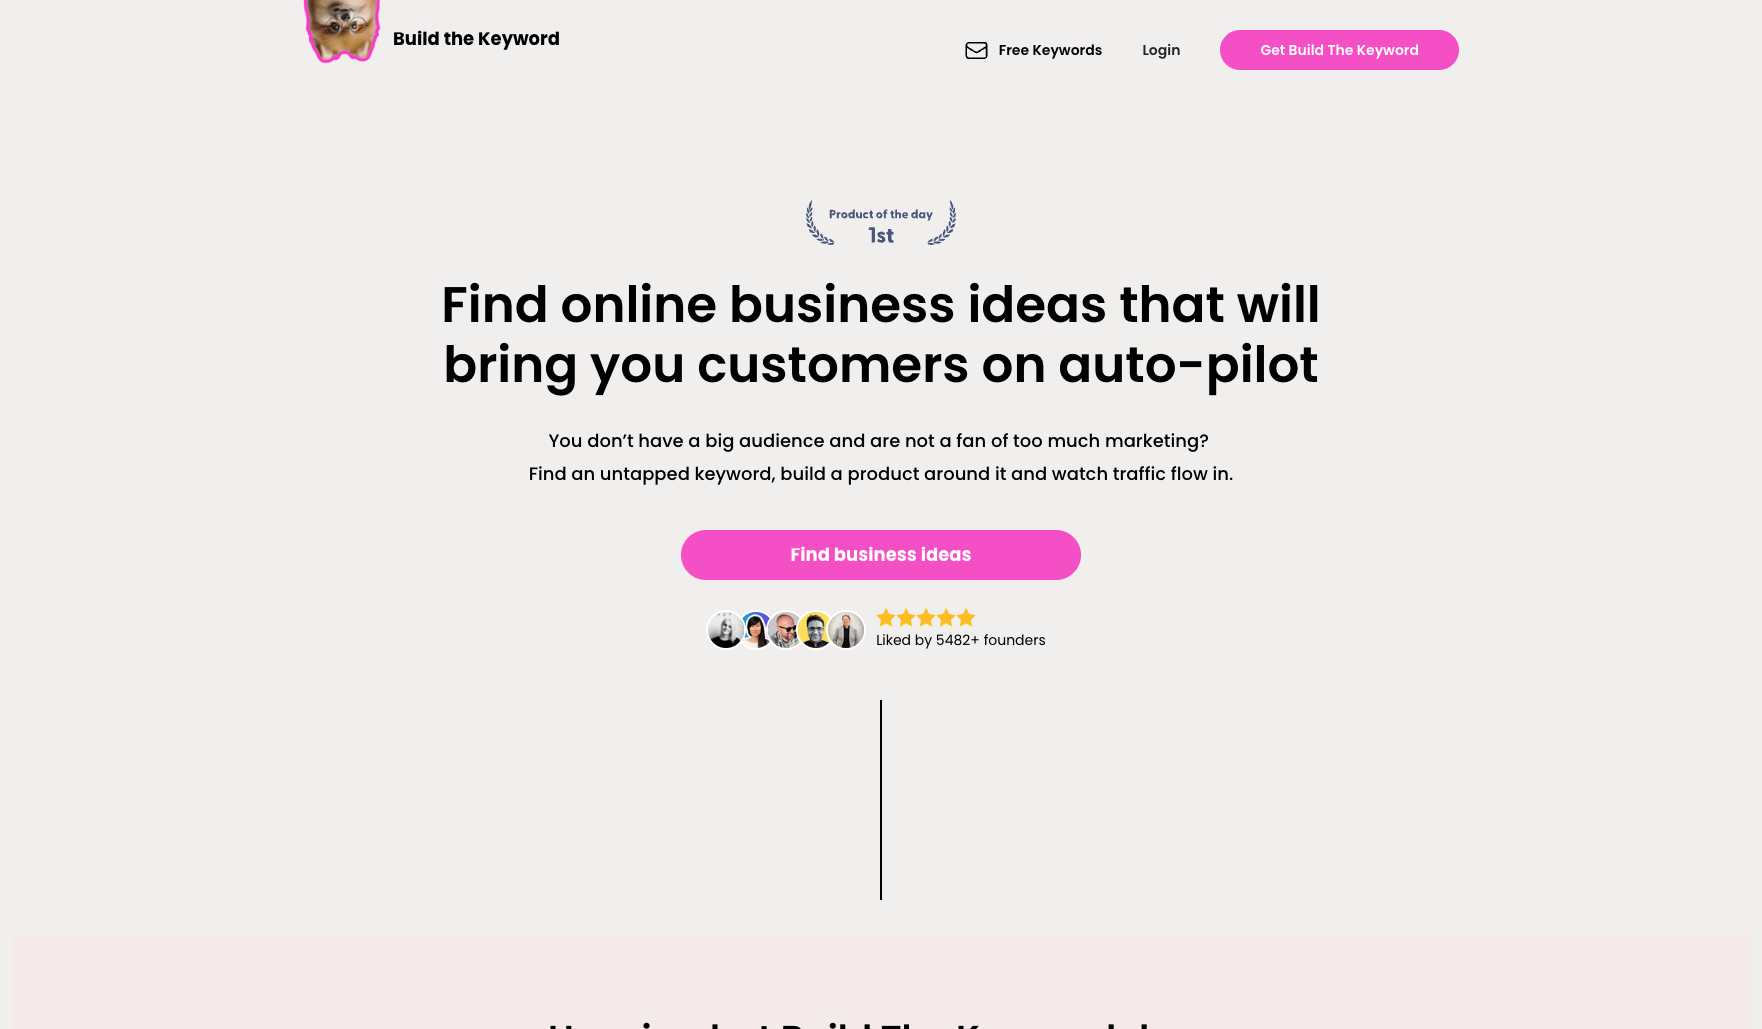 Build the Keyword
Free Keywords
Login
Get Build The Keyword
Product of the day
1st
Find online business ideas that will
bring you customers on auto-pilot
You don’t have a big audience and are not a fan of too much marketing?
Find an untapped keyword, build a product around it and watch traffic flow in.
Find business ideas
Liked by 5482+ founders